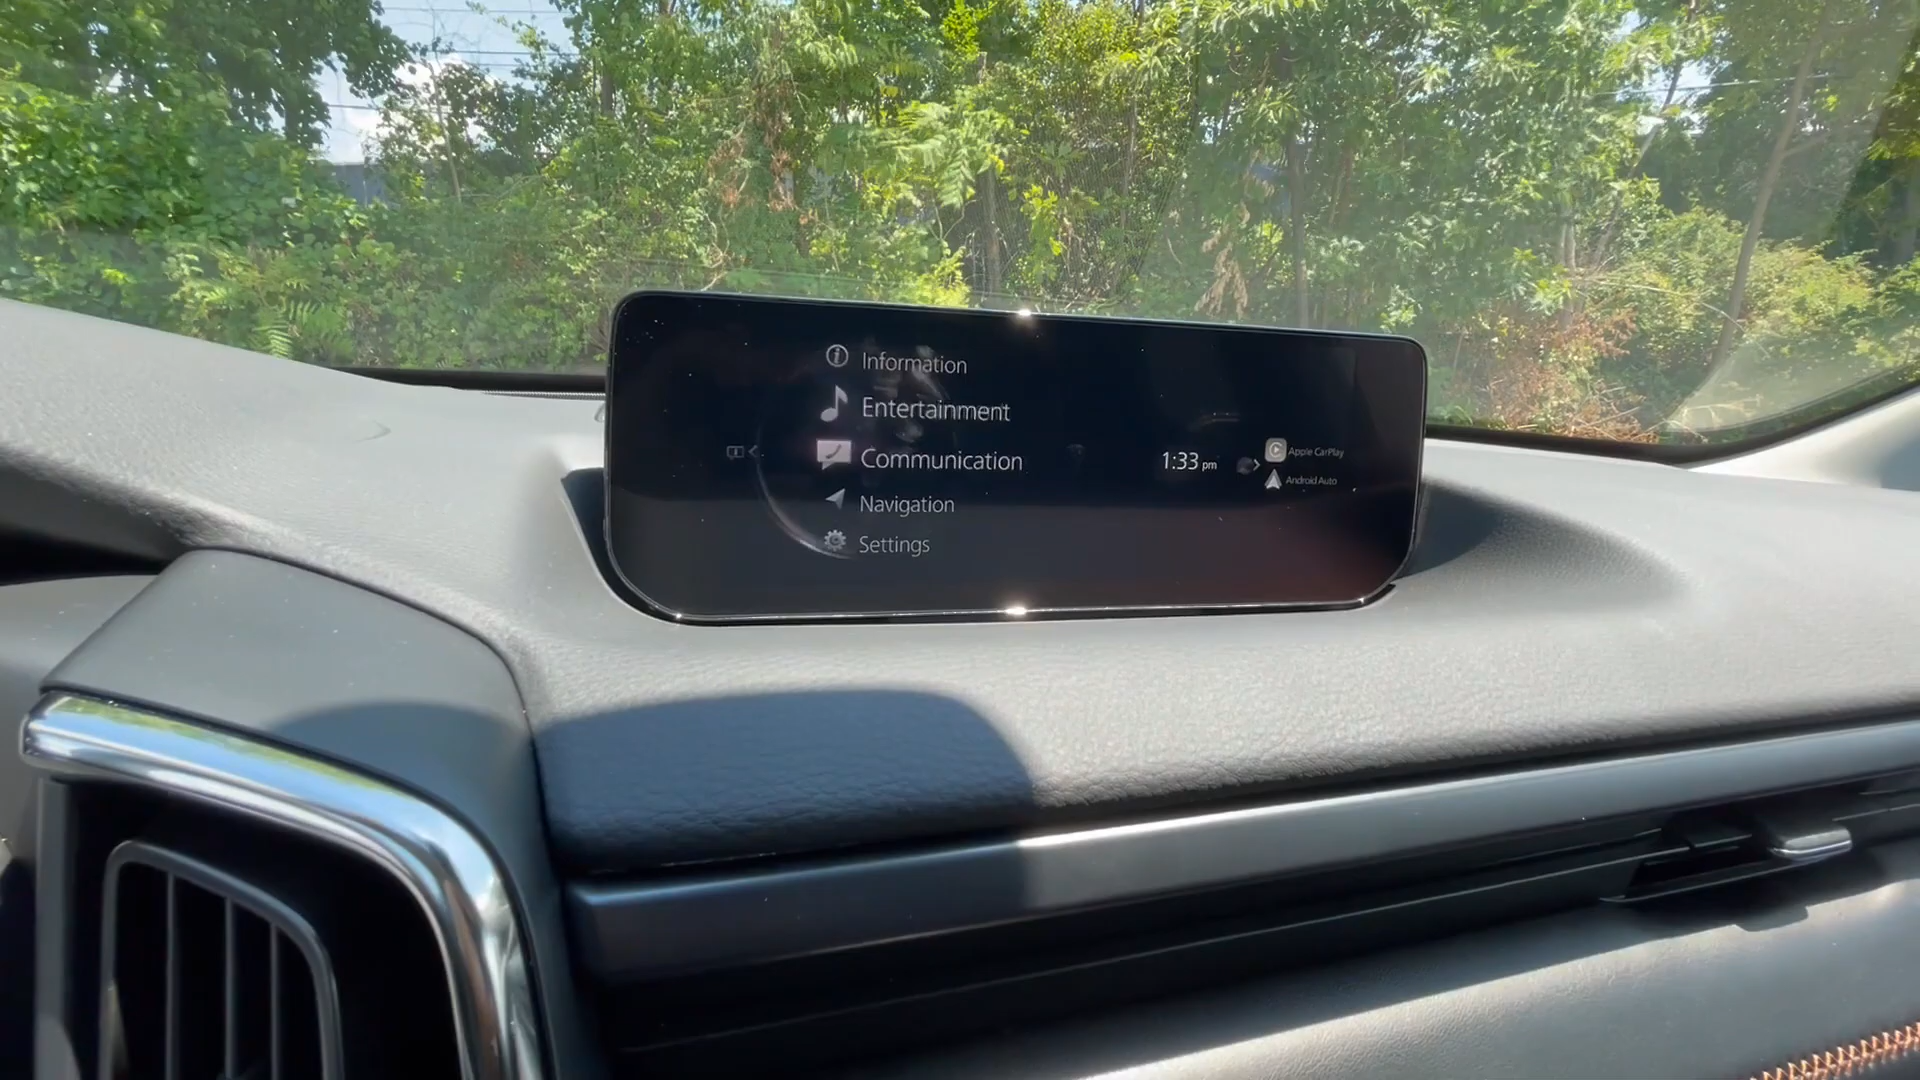 Information
Entertainment
Communication
Navigation
Settings
1:33 pm
Apple CarPlay
Android Auto